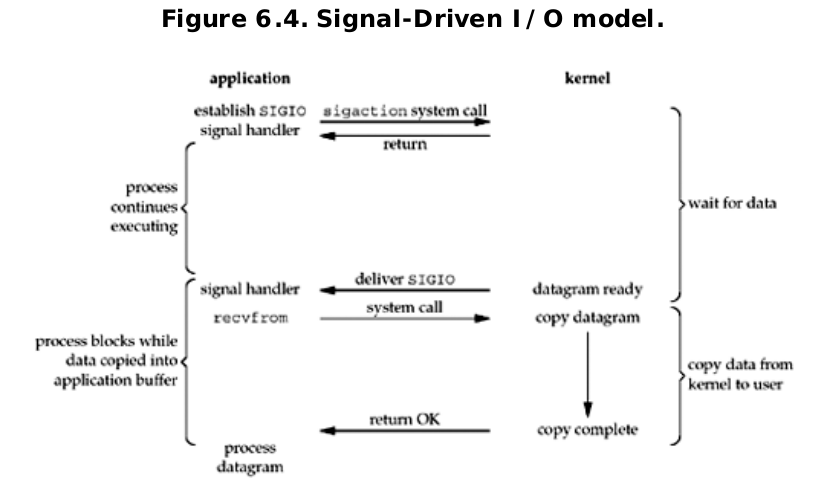 Figure 6.4. Signal-Driven I/O model.
application
kernel
establish SIGIO
signal handler
sigaction system call
return
process
continues
executing
wait for data
signal handler
deliver SIGIO
datagram ready
recvfrom
system call
copy datagram
process blocks while
data copied into
application buffer
copy data from
kernel to user
return OK
copy complete
process
datagram